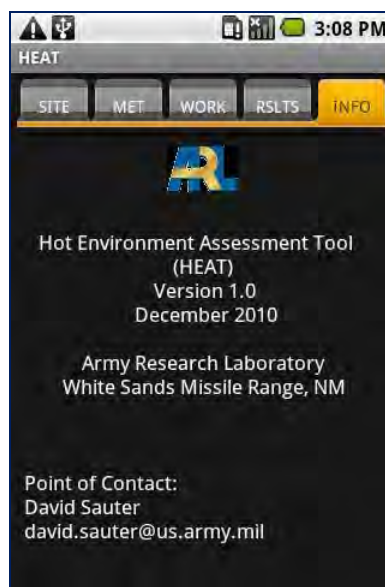 3:08 PM
HEAT
SITE MET WORK RSLTS INFO
ARL
Hot Environment Assessment Tool
(HEAT)
Version 1.0
December 2010
Army Research Laboratory
White Sands Missile Range, NM
Point of Contact:
David Sauter
david.sauter@us.army.mil